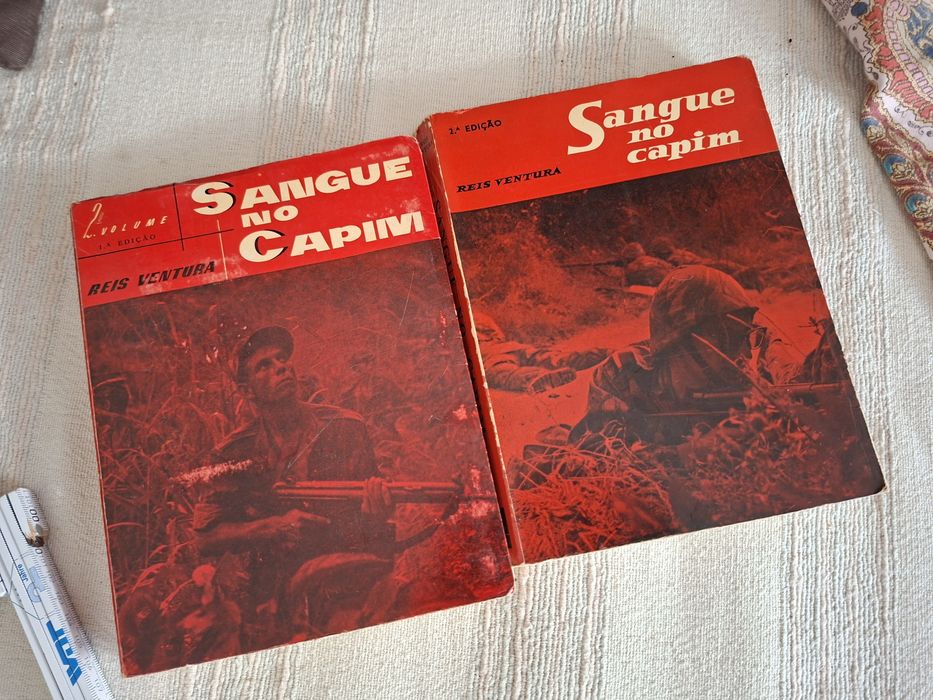 2. VOLUME
1.ª EDIÇÃO
SANGUE
NO
CAPIM
REIS VENTURA
2.ª EDIÇÃO
Sangue
no
capim
REIS VENTURA